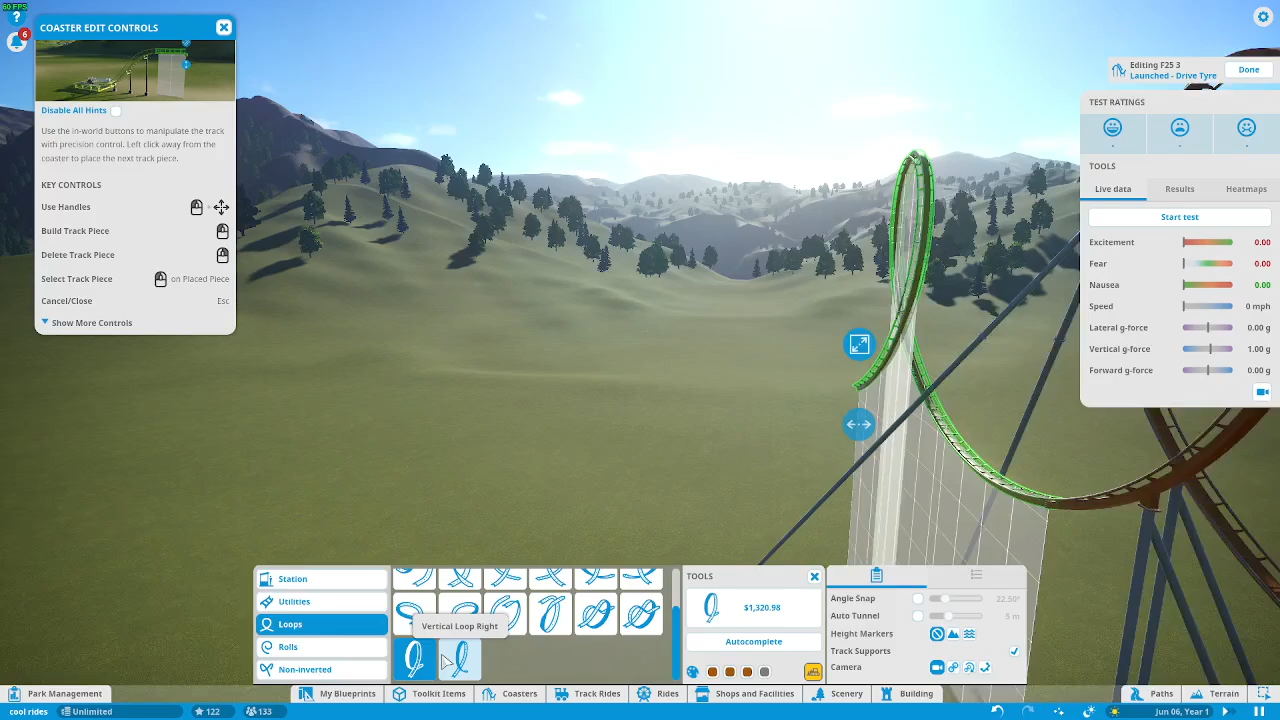 60 FPS
?
6
COASTER EDIT CONTROLS
Disable All Hints
Use the in-world buttons to manipulate the track
with precision control. Left click away from the
coaster to place the next track piece.
KEY CONTROLS
Use Handles
Build Track Piece
Delete Track Piece
Select Track Piece on Placed Piece
Cancel/Close Esc
Show More Controls
Editing F25 3
Launched - Drive Tyre
Done
TEST RATINGS
- - -
TOOLS
Live data Results Heatmaps
Start test
Excitement 0.00
Fear 0.00
Nausea 0.00
Speed 0 mph
Lateral g-force 0.00 g
Vertical g-force 1.00 g
Forward g-force 0.00 g
Station
Utilities
Loops
Rolls
Non-inverted
Vertical Loop Right
TOOLS
$1,320.98
Autocomplete
Angle Snap 22.50°
Auto Tunnel 5 m
Height Markers
Track Supports
Camera
Park Management
My Blueprints
Toolkit Items
Coasters
Track Rides
Rides
Shops and Facilities
Scenery
Building
Paths
Terrain
cool rides
Unlimited
122
133
Jun 06, Year 1